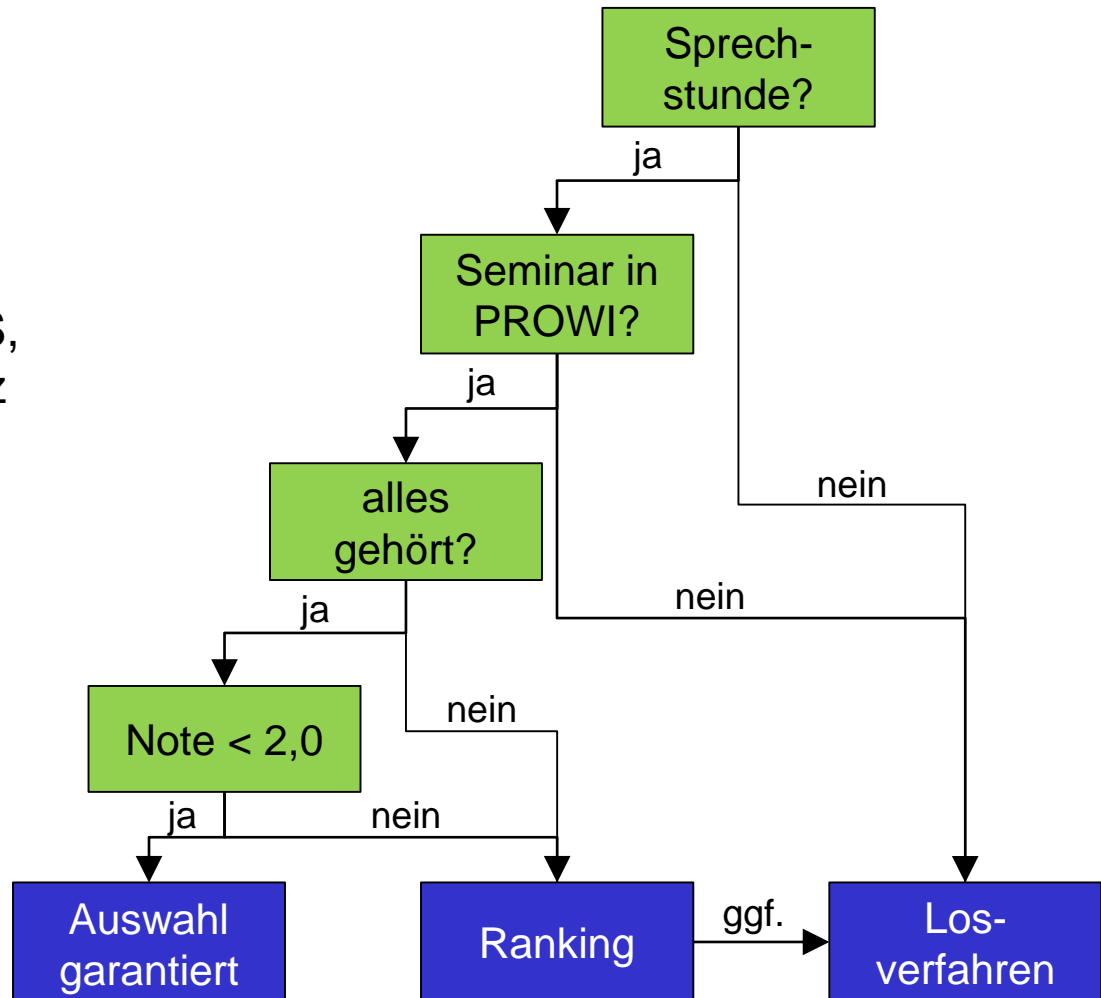 Sprech-
stunde?
ja
Seminar in
PROWI?
ja
alles
gehört?
nein
nein
ja
nein
Note < 2,0
ja
nein
Auswahl
garantiert
Ranking
ggf.
Los-
verfahren